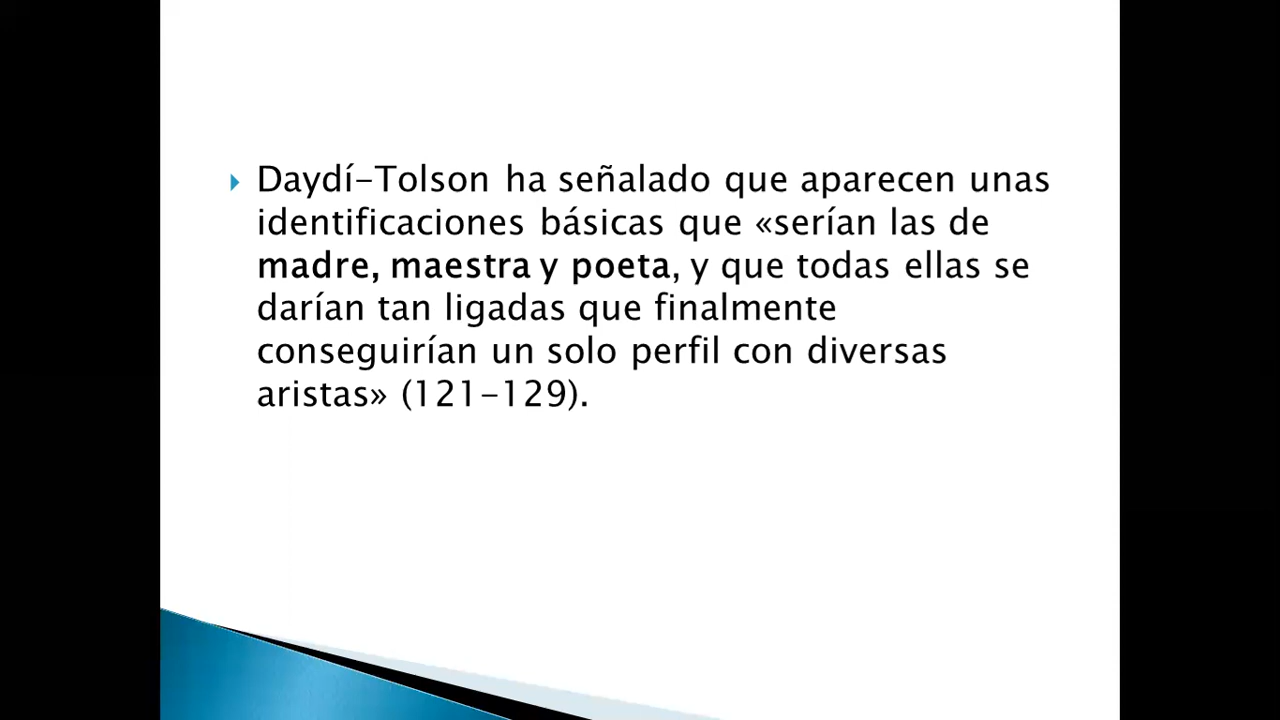 Daydí-Tolson ha señalado que aparecen unas
identificaciones básicas que «serían las de
madre, maestra y poeta, y que todas ellas se
darían tan ligadas que finalmente
conseguirían un solo perfil con diversas
aristas» (121-129).